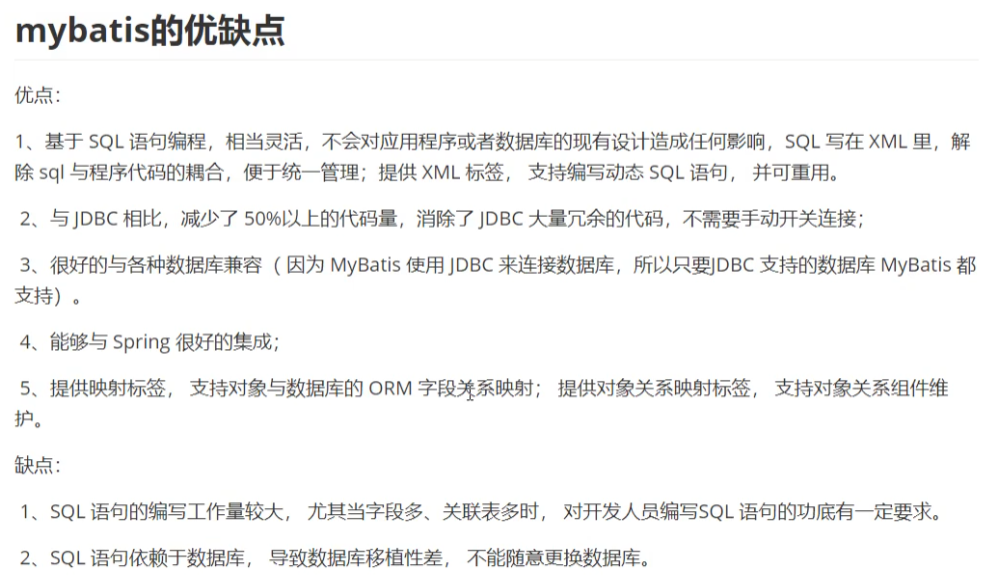 mybatis的优缺点
优点：
1、基于 SQL 语句编程，相当灵活，不会对应用程序或者数据库的现有设计造成任何影响，SQL 写在 XML 里，解
除 sql 与程序代码的耦合，便于统一管理；提供 XML 标签， 支持编写动态 SQL 语句， 并可重用。
2、与 JDBC 相比，减少了 50%以上的代码量，消除了 JDBC 大量冗余的代码，不需要手动开关连接；
3、很好的与各种数据库兼容（ 因为 MyBatis 使用 JDBC 来连接数据库，所以只要JDBC 支持的数据库 MyBatis 都
支持）。
4、能够与 Spring 很好的集成；
5、提供映射标签， 支持对象与数据库的 ORM 字段关系映射； 提供对象关系映射标签， 支持对象关系组件维
护。
缺点：
1、SQL 语句的编写工作量较大， 尤其当字段多、关联表多时， 对开发人员编写SQL 语句的功底有一定要求。
2、SQL 语句依赖于数据库， 导致数据库移植性差， 不能随意更换数据库。